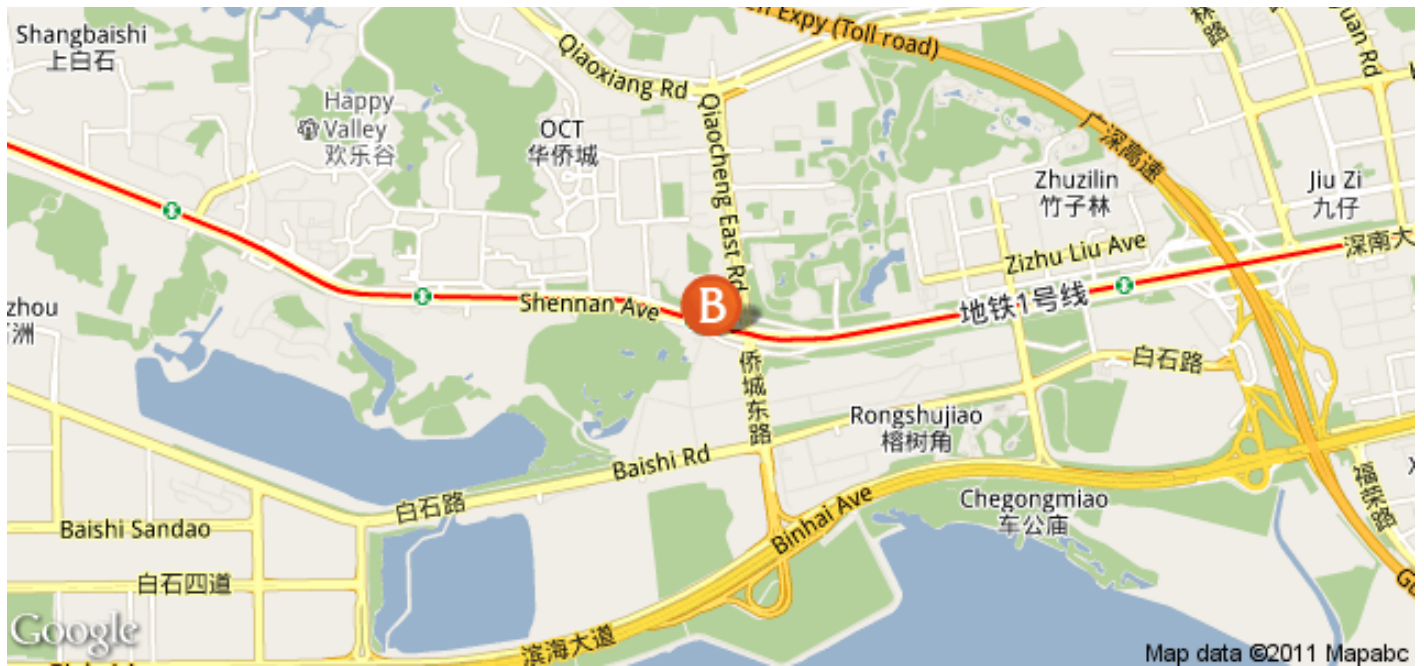 Shangbaishi
上白石
Expy (Toll road)
林路
Qiaoxiang Rd
Happy
Valley
欢乐谷
OCT
华侨城
Qiaocheng East Rd
广深高速
Zhuzilin
竹子林
Jiu Zi
九仔
Zizhu Liu Ave
深南大
zhou
洲
Shennan Ave
B
地铁1号线
侨城东路
白石路
Rongshujiao
榕树角
Baishi Rd
白石路
Binhai Ave
Chegongmiao
车公庙
Baishi Sandao
白石四道
滨海大道
Google
Map data ©2011 Mapabc